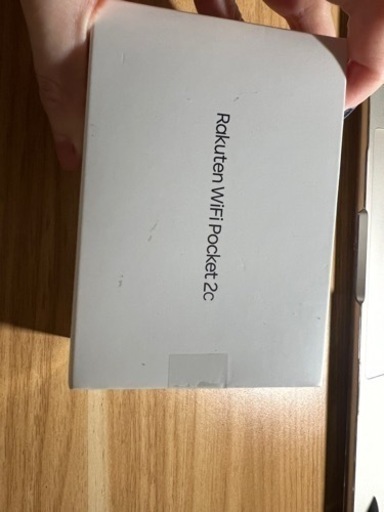 Rakuten WiFi Pocket 2c